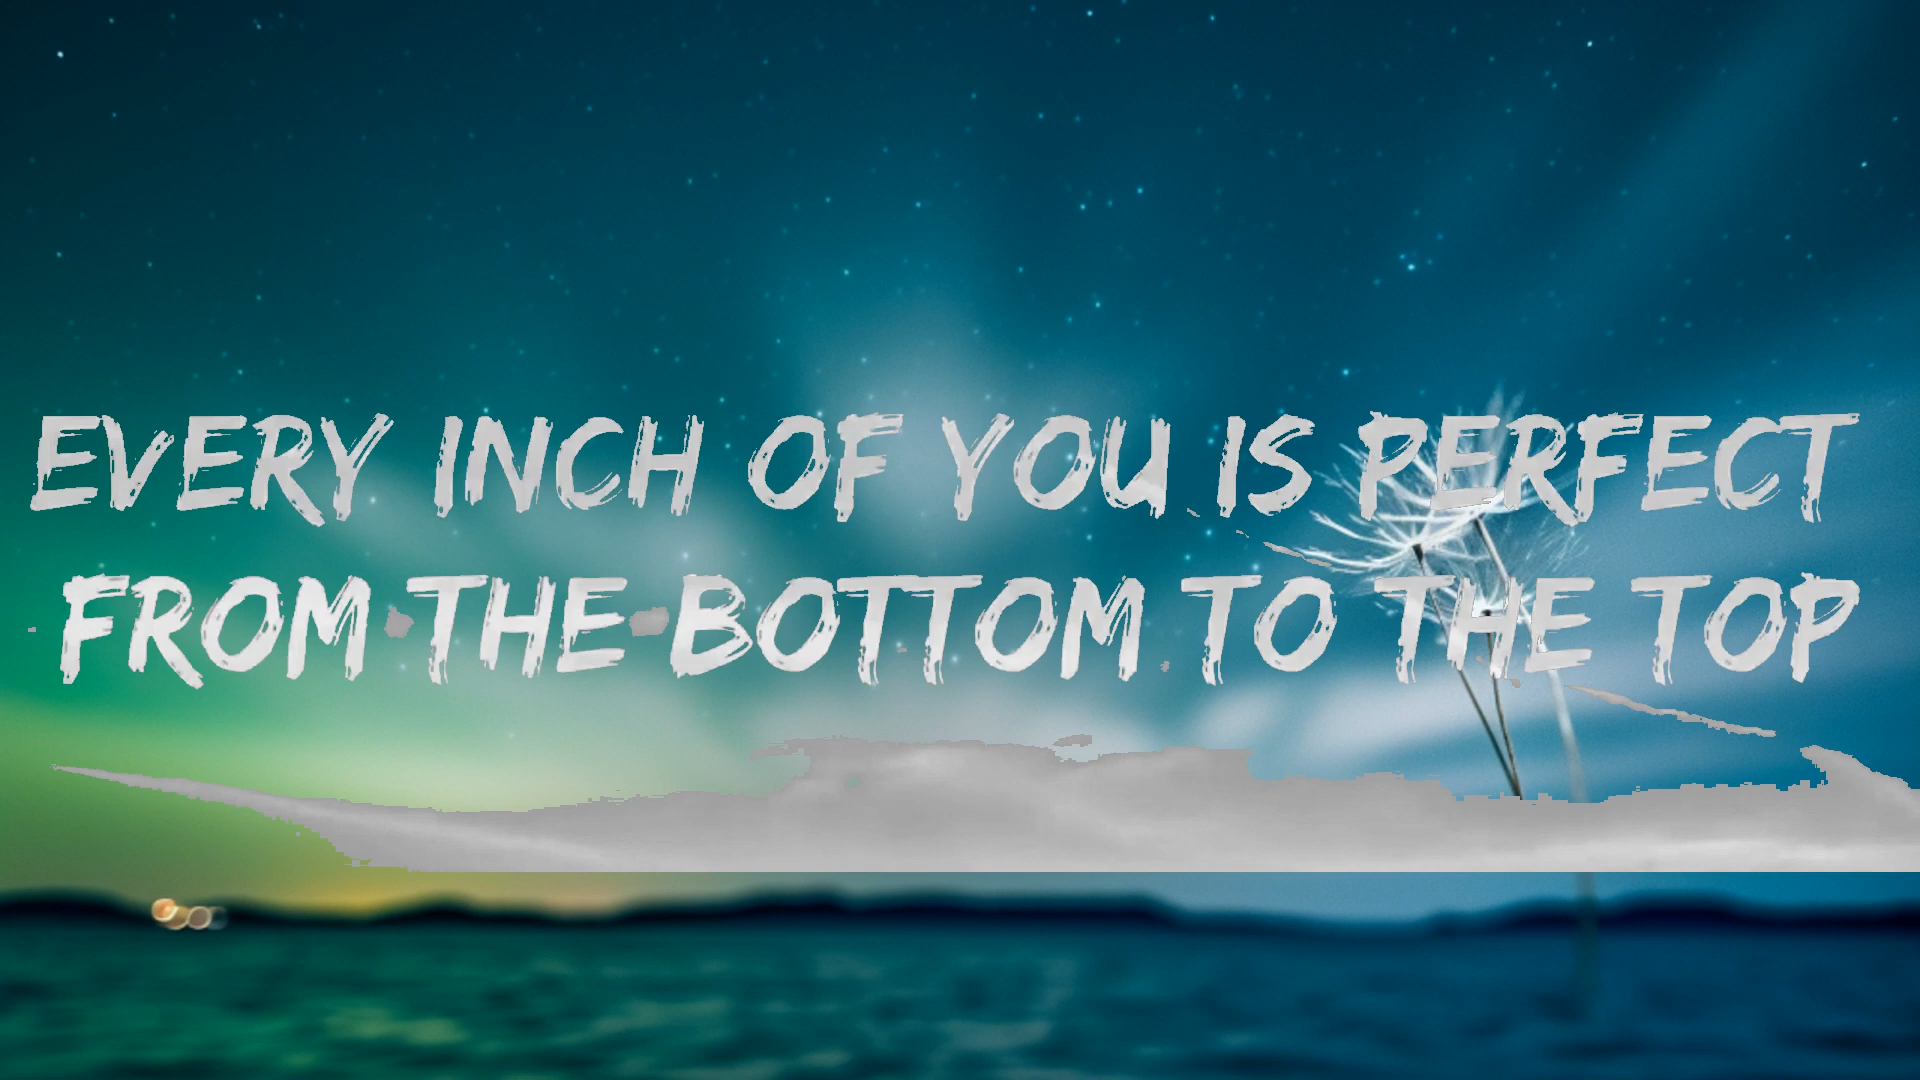 EVERY INCH OF YOU IS PERFECT
FROM THE BOTTOM TO THE TOP